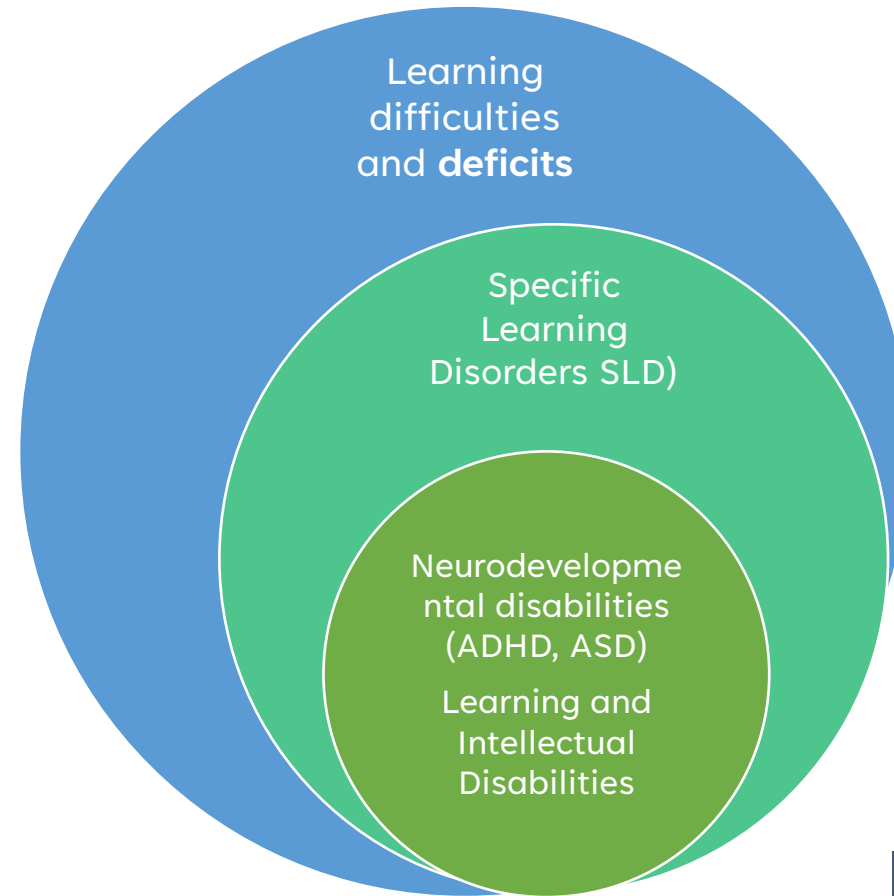 Learning
difficulties
and deficits
Specific
Learning
Disorders SLD)
Neurodevelopme
ntal disabilities
(ADHD, ASD)
Learning and
Intellectual
Disabilities